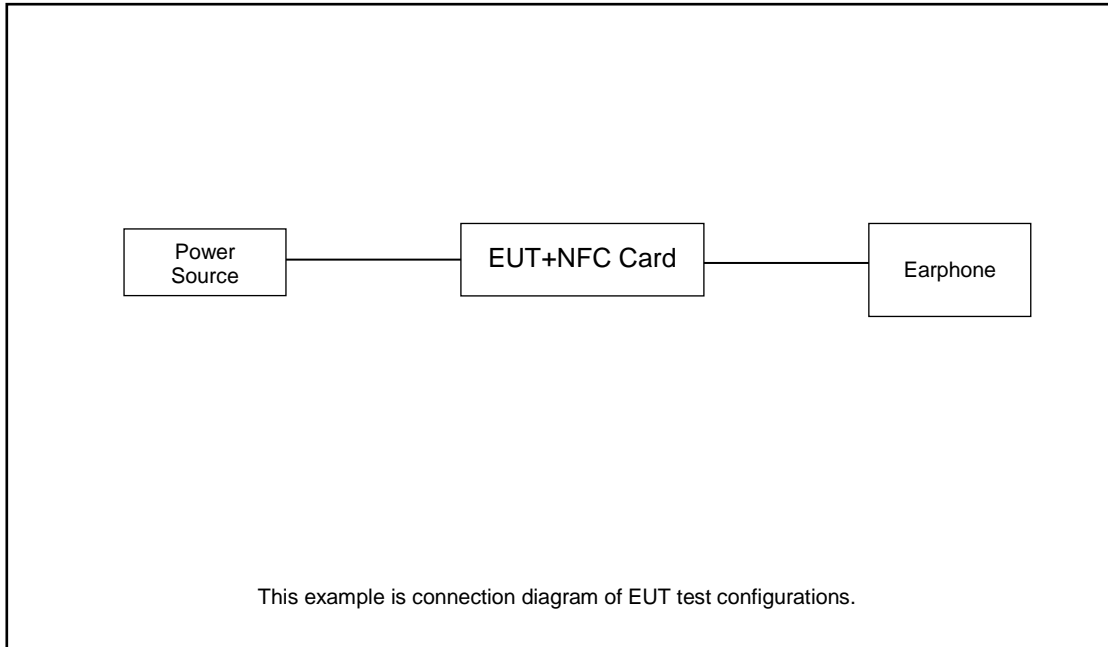 Power
Source
EUT+NFC Card
Earphone
This example is connection diagram of EUT test configurations.